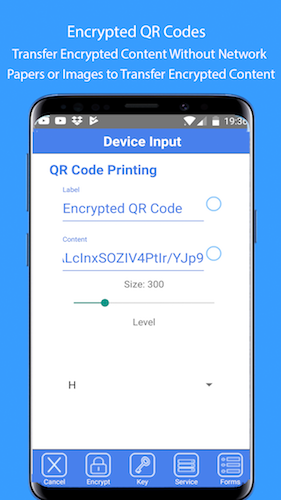 Encrypted QR Codes
Transfer Encrypted Content Without Network
Papers or Images to Transfer Encrypted Content
19:36
Device Input
QR Code Printing
Label
Encrypted QR Code
Content
LcInxSOZIV4PtIr/YJp9
Size: 300
Level
H
Cancel
Encrypt
Key
Service
Forms